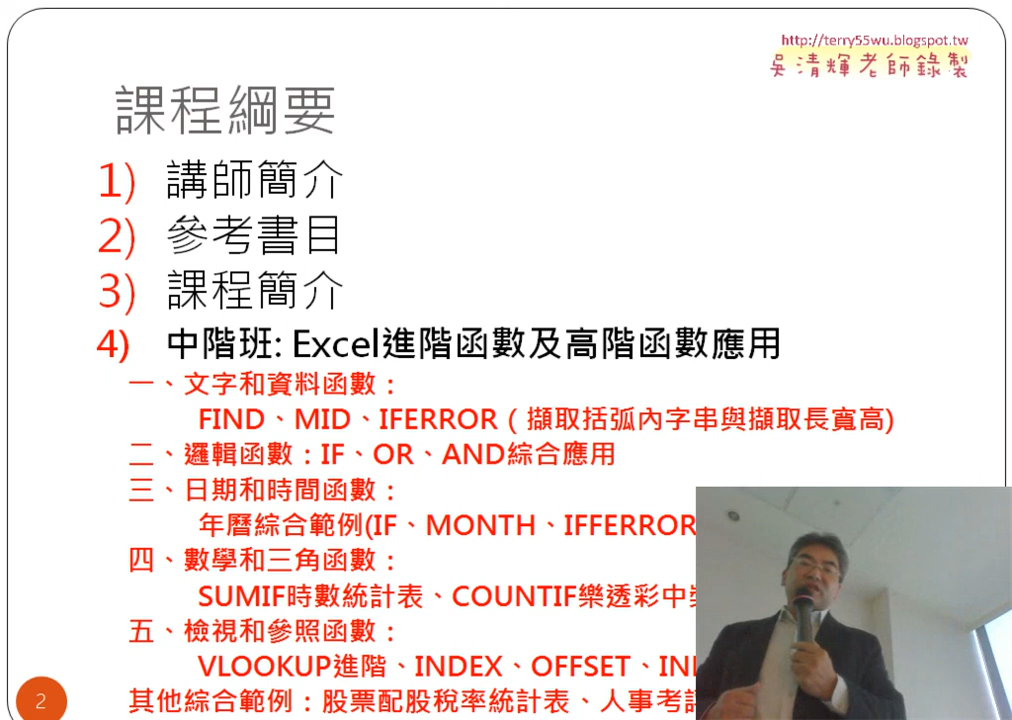 http://terry55wu.blogspot.tw
吳清輝老師錄製
課程綱要
1) 講師簡介
2) 參考書目
3) 課程簡介
4) 中階班: Excel進階函數及高階函數應用
一、文字和資料函數：
FIND、MID、IFERROR（擷取括弧內字串與擷取長寬高)
二、邏輯函數：IF、OR、AND綜合應用
三、日期和時間函數：
年曆綜合範例(IF、MONTH、IFFERROR
四、數學和三角函數：
SUMIF時數統計表、COUNTIF樂透彩中
五、檢視和參照函數：
VLOOKUP進階、INDEX、OFFSET、IN
其他綜合範例：股票配股稅率統計表、人事考
2